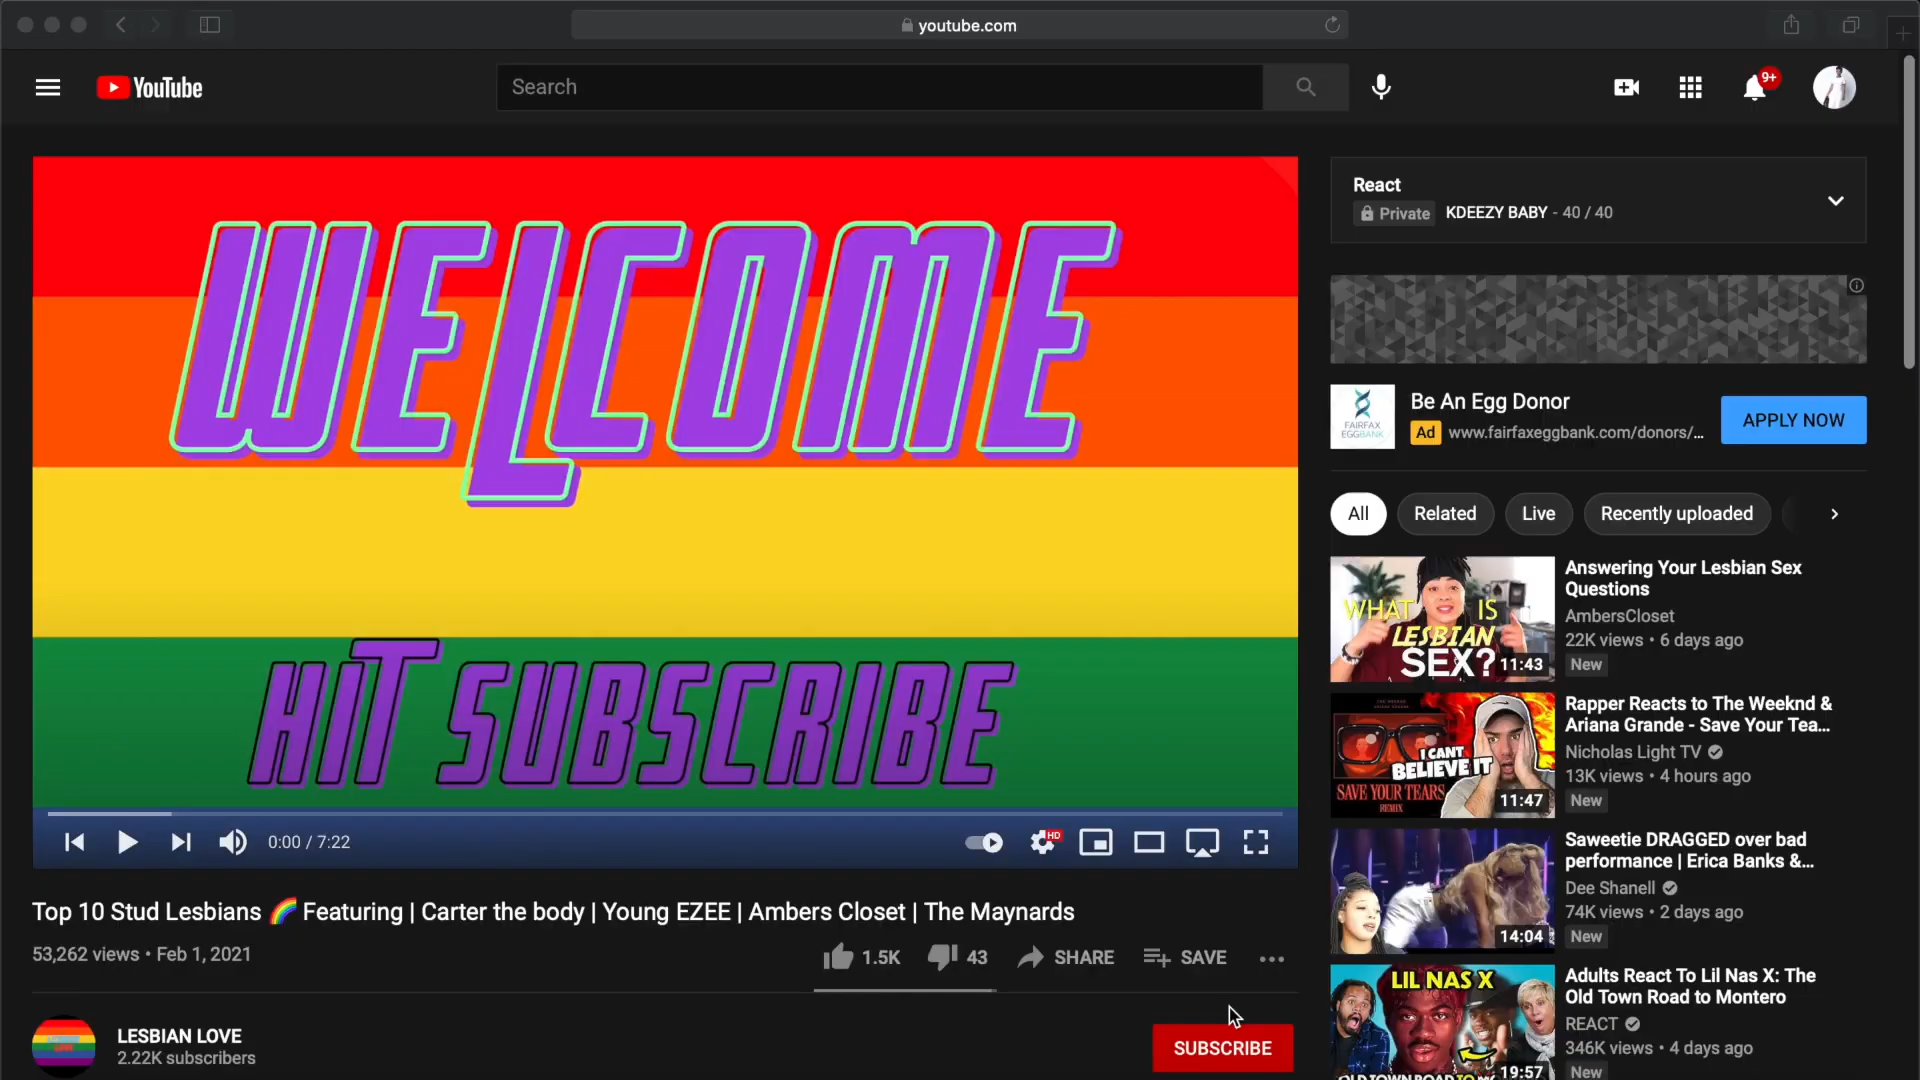 youtube.com
YouTube
Search
9+
WELCOME
HIT SUBSCRIBE
0:00 / 7:22
HD
Top 10 Stud Lesbians 🌈 Featuring | Carter the body | Young EZEE | Ambers Closet | The Maynards
53,262 views • Feb 1, 2021
1.5K
43
SHARE
SAVE
LESBIAN LOVE
2.22K subscribers
SUBSCRIBE
React
Private KDEEZY BABY - 40 / 40
FAIRFAX
EGGBANK
Be An Egg Donor
Ad www.fairfaxeggbank.com/donors/...
APPLY NOW
All
Related
Live
Recently uploaded
WHAT IS
LESBIAN
SEX?
11:43
Answering Your Lesbian Sex
Questions
AmbersCloset
22K views • 6 days ago
New
I CANT
BELIEVE IT
SAVE YOUR TEARS
REMIX
11:47
Rapper Reacts to The Weeknd &
Ariana Grande - Save Your Tea...
Nicholas Light TV
13K views • 4 hours ago
New
14:04
Saweetie DRAGGED over bad
performance | Erica Banks &...
Dee Shanell
74K views • 2 days ago
New
LIL NAS X
19:57
Adults React To Lil Nas X: The
Old Town Road to Montero
REACT
346K views • 4 days ago
New